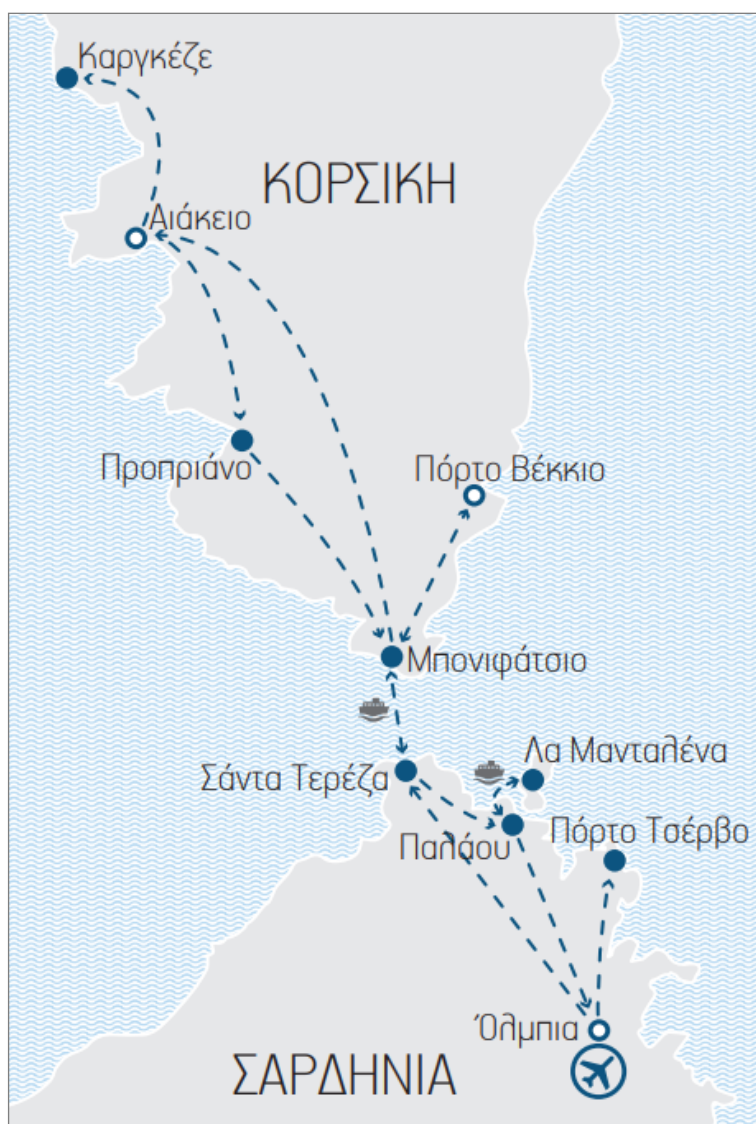 Καργκέζε
ΚΟΡΣΙΚΗ
Αιάκειο
Προπριάνο
Πόρτο Βέκκιο
Μπονιφάτσιο
Λα Μανταλένα
Σάντα Τερέζα
Πόρτο Τσέρβο
Παλάου
Όλμπια
ΣΑΡΔΗΝΙΑ